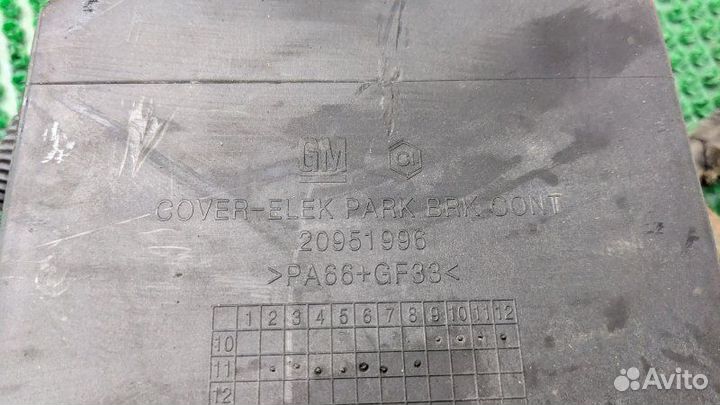 GM CI
COVER-ELEK PARK BRK CONT
20951996
>PA66+GF33<
1 2 3 4 5 6 7 8 9 10 11 12
10
11
12
Avito